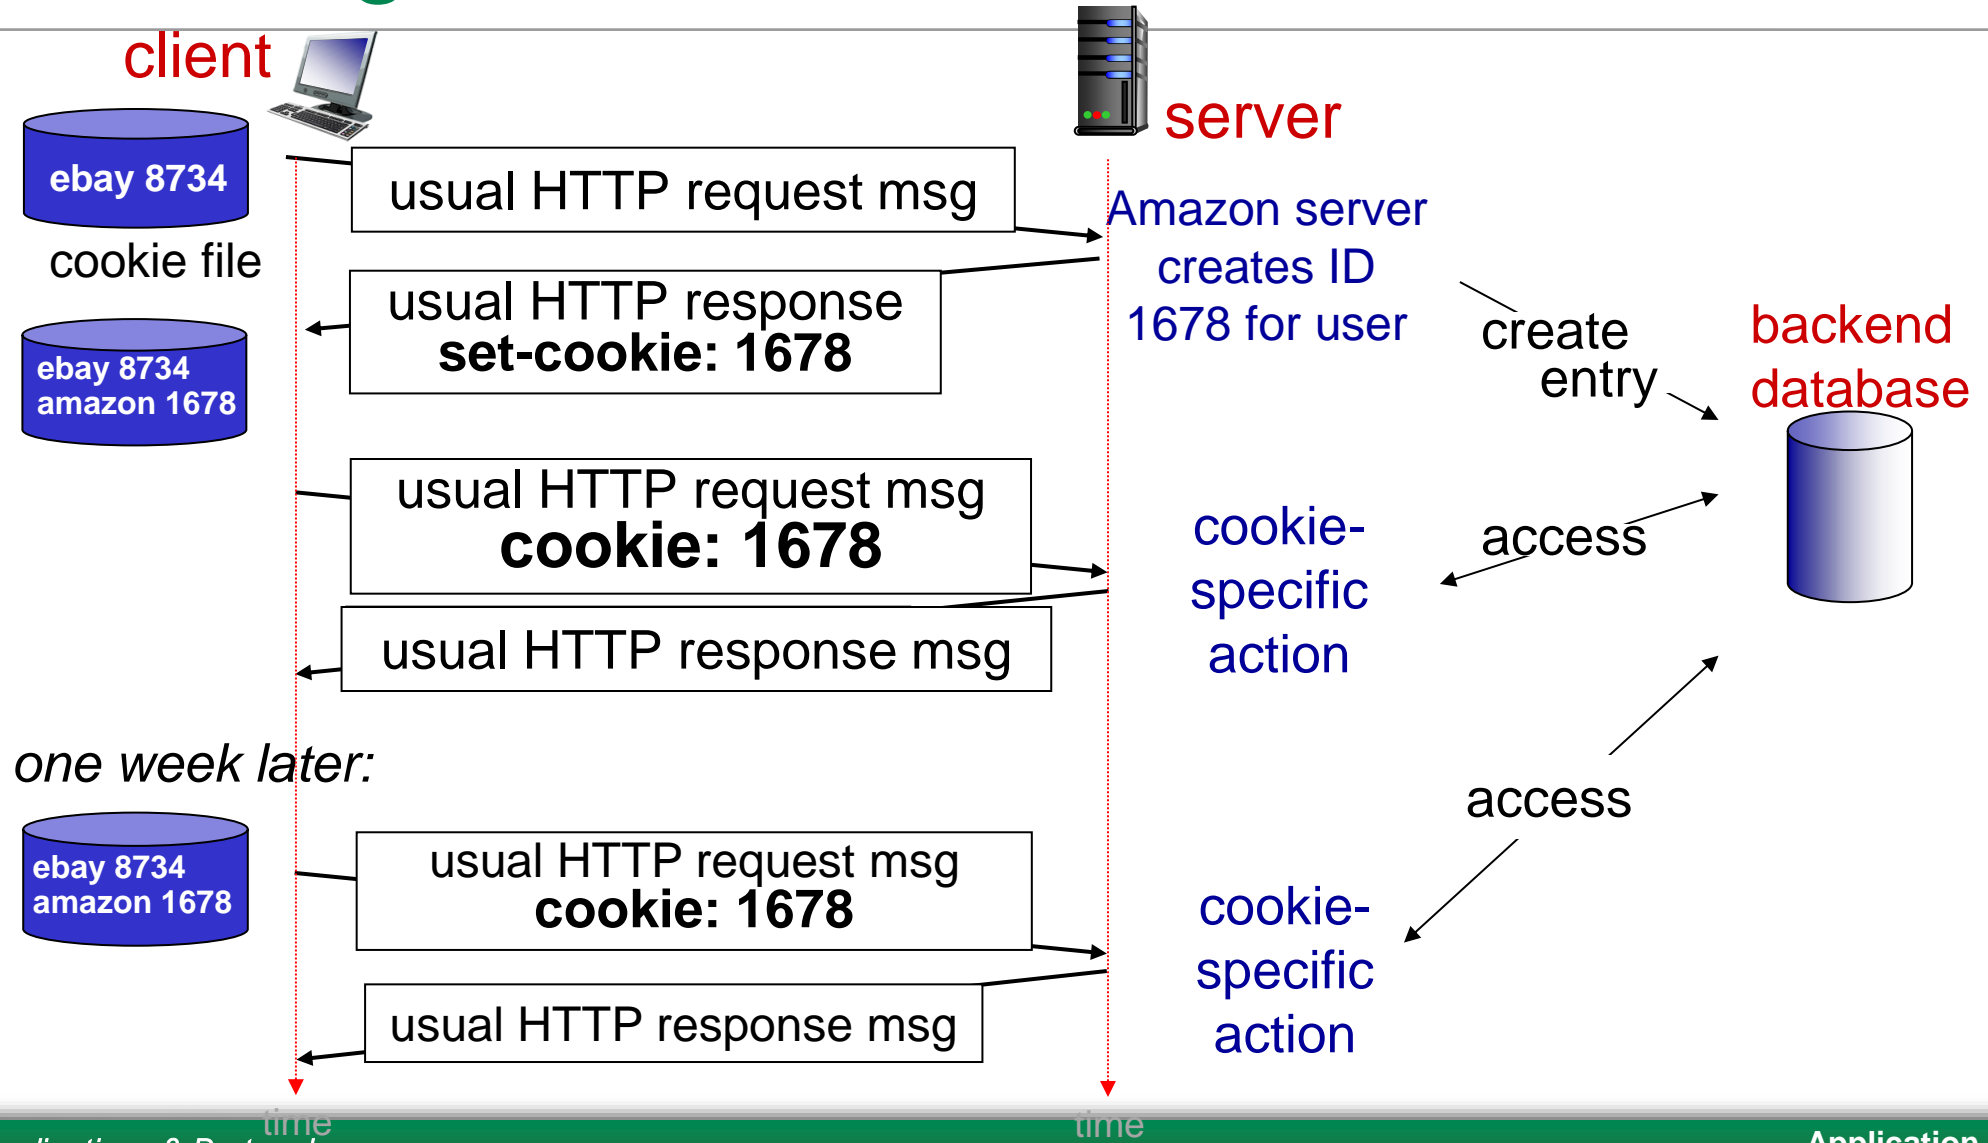 client
server
ebay 8734
cookie file
usual HTTP request msg
Amazon server
creates ID
1678 for user
usual HTTP response
set-cookie: 1678
create
entry
backend
database
ebay 8734
amazon 1678
usual HTTP request msg
cookie: 1678
cookie-
specific
action
access
usual HTTP response msg
one week later:
access
ebay 8734
amazon 1678
usual HTTP request msg
cookie: 1678
cookie-
specific
action
usual HTTP response msg
time
time
Application